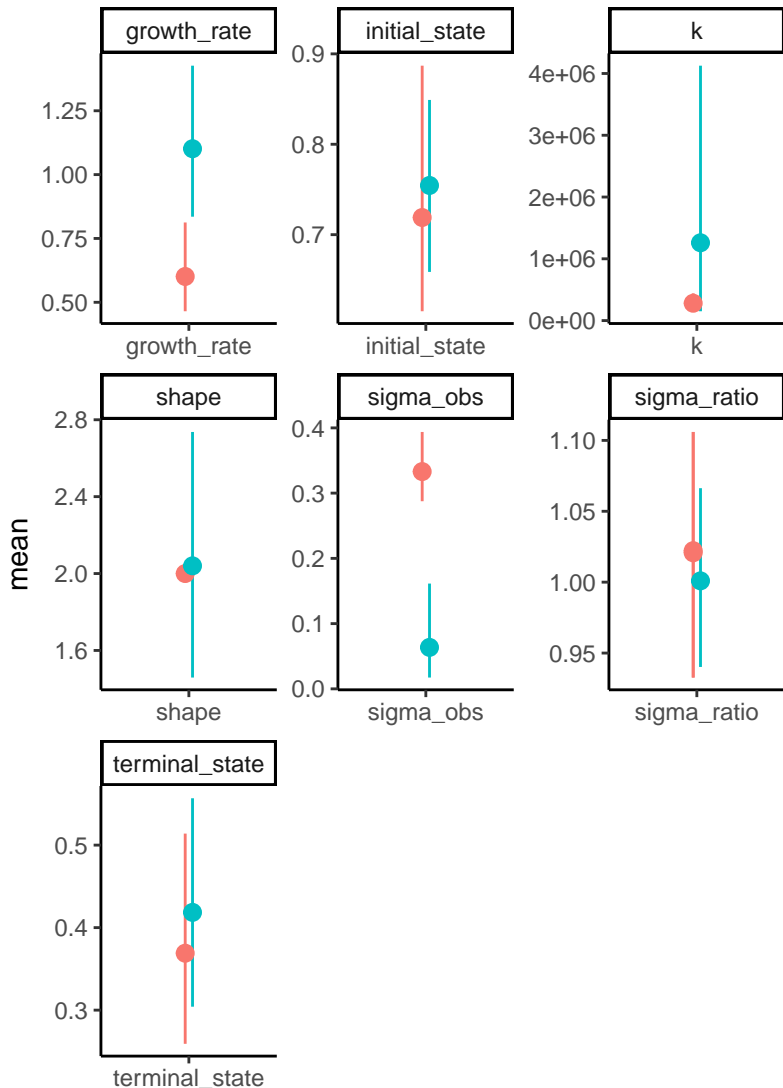 growth_rate
initial_state
k
1.25
1.00
0.75
0.50
0.9
0.8
0.7
4e+06
3e+06
2e+06
1e+06
0e+00
growth_rate
initial_state
k
shape
sigma_obs
sigma_ratio
2.8
2.4
2.0
1.6
0.4
0.3
0.2
0.1
0.0
1.10
1.05
1.00
0.95
shape
sigma_obs
sigma_ratio
mean
terminal_state
0.5
0.4
0.3
terminal_state